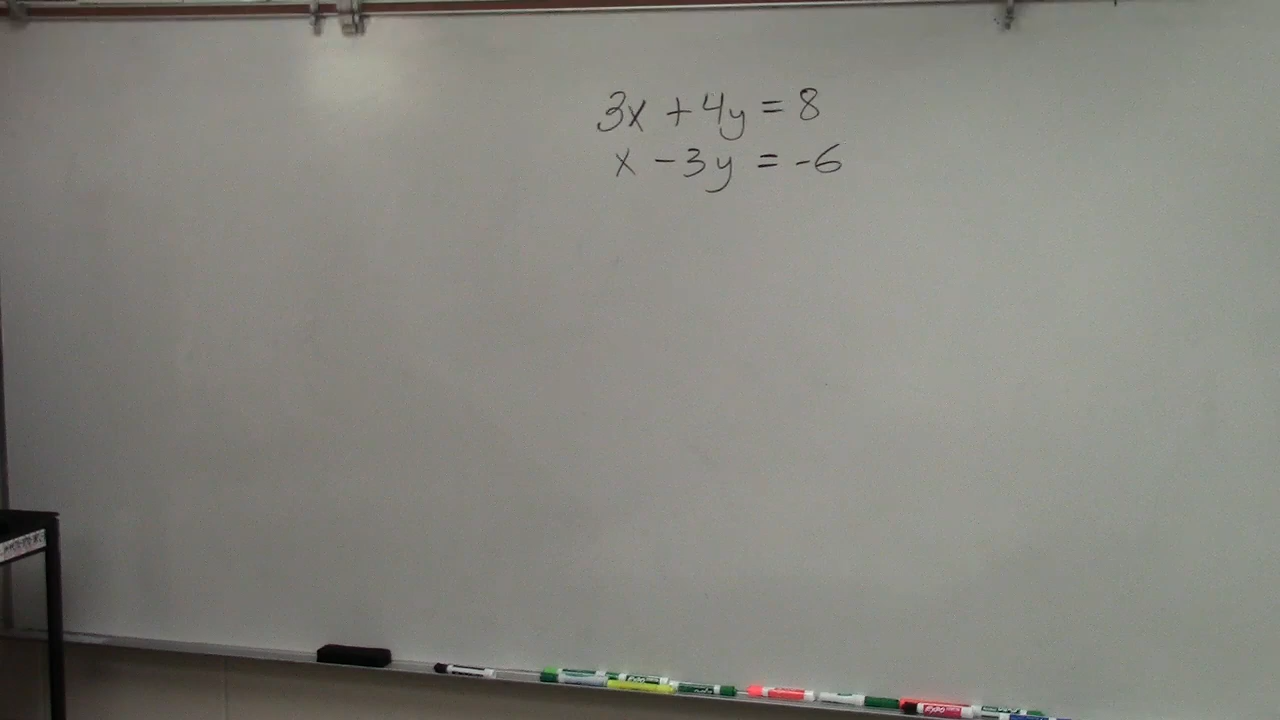 3x + 4y = 8
x - 3y = -6